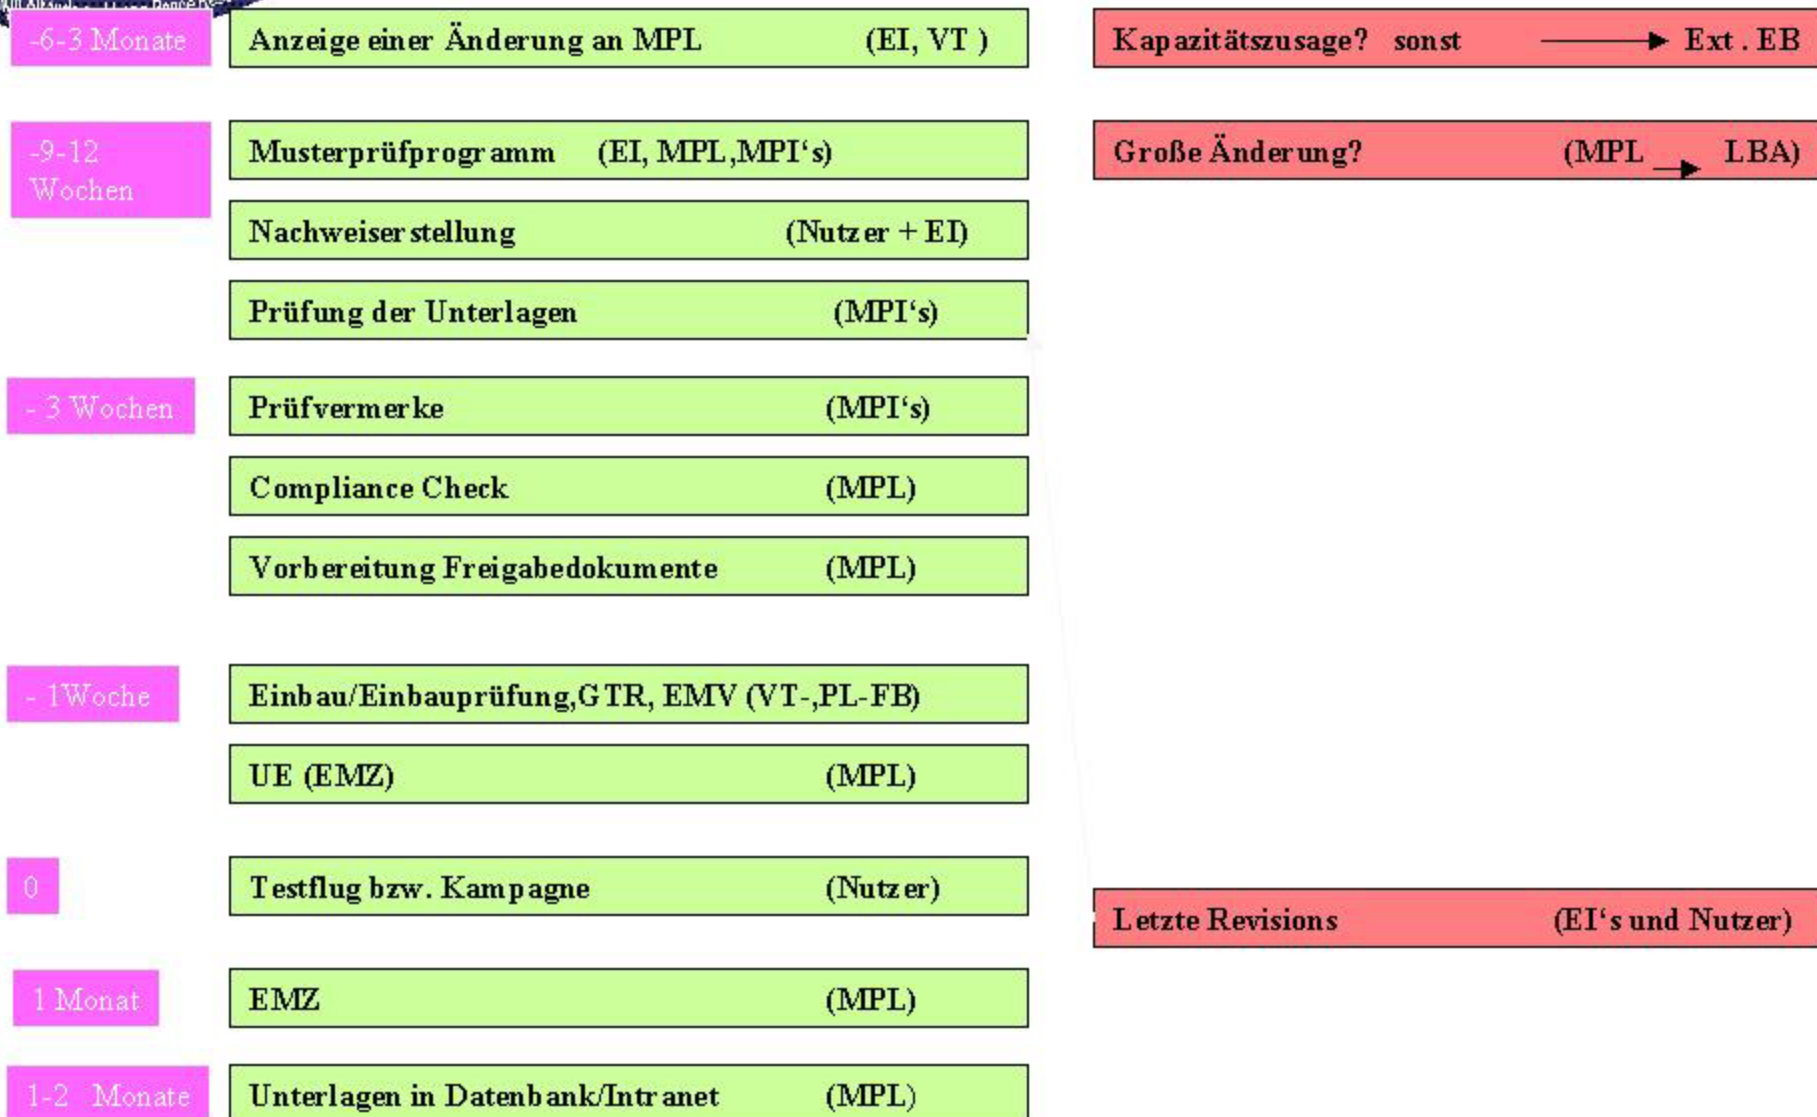 -6-3 Monate
Anzeige einer Änderung an MPL (EI, VT )
Kapazitätszusage? sonst Ext . EB
-9-12
Wochen
Musterprüfprogramm (EI, MPL,MPI‘s)
Große Änderung? (MPL LBA)
Nachweiserstellung (Nutzer + EI)
Prüfung der Unterlagen (MPI‘s)
- 3 Wochen
Prüfvermerke (MPI‘s)
Compliance Check (MPL)
Vorbereitung Freigabedokumente (MPL)
- 1Woche
Einbau/Einbauprüfung,GTR, EMV (VT-,PL-FB)
UE (EMZ) (MPL)
0
Testflug bzw. Kampagne (Nutzer)
Letzte Revisions (EI‘s und Nutzer)
1 Monat
EMZ (MPL)
1-2 Monate
Unterlagen in Datenbank/Intranet (MPL)